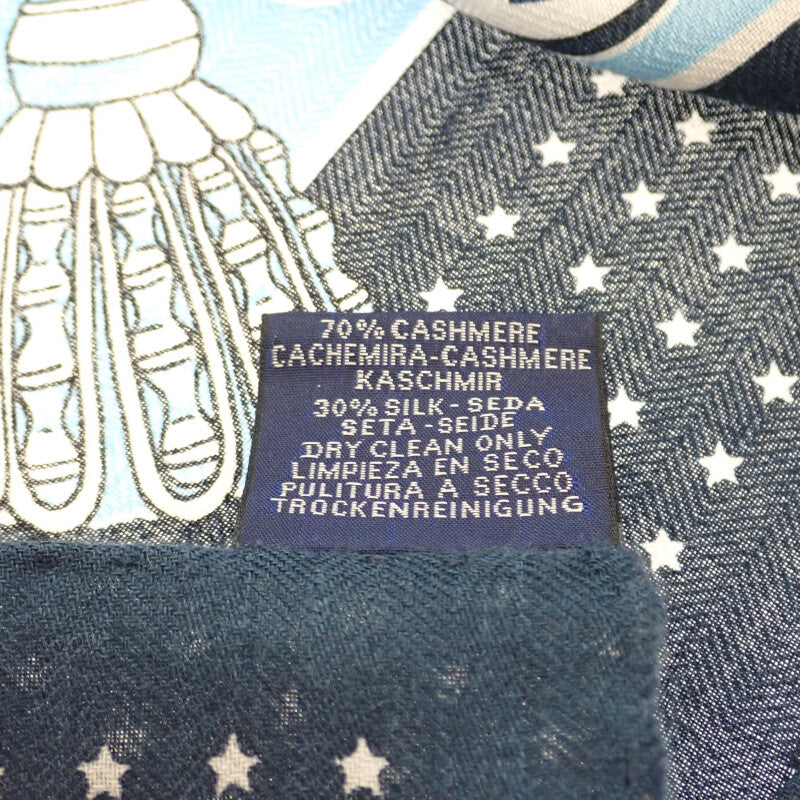 70% CASHMERE
CACHEMIRA-CASHMERE
KASCHMIR
30% SILK - SEDA
SETA - SEIDE
DRY CLEAN ONLY
LIMPIEZA EN SECO
PULITURA A SECCO
TROCKENREINIGUNG